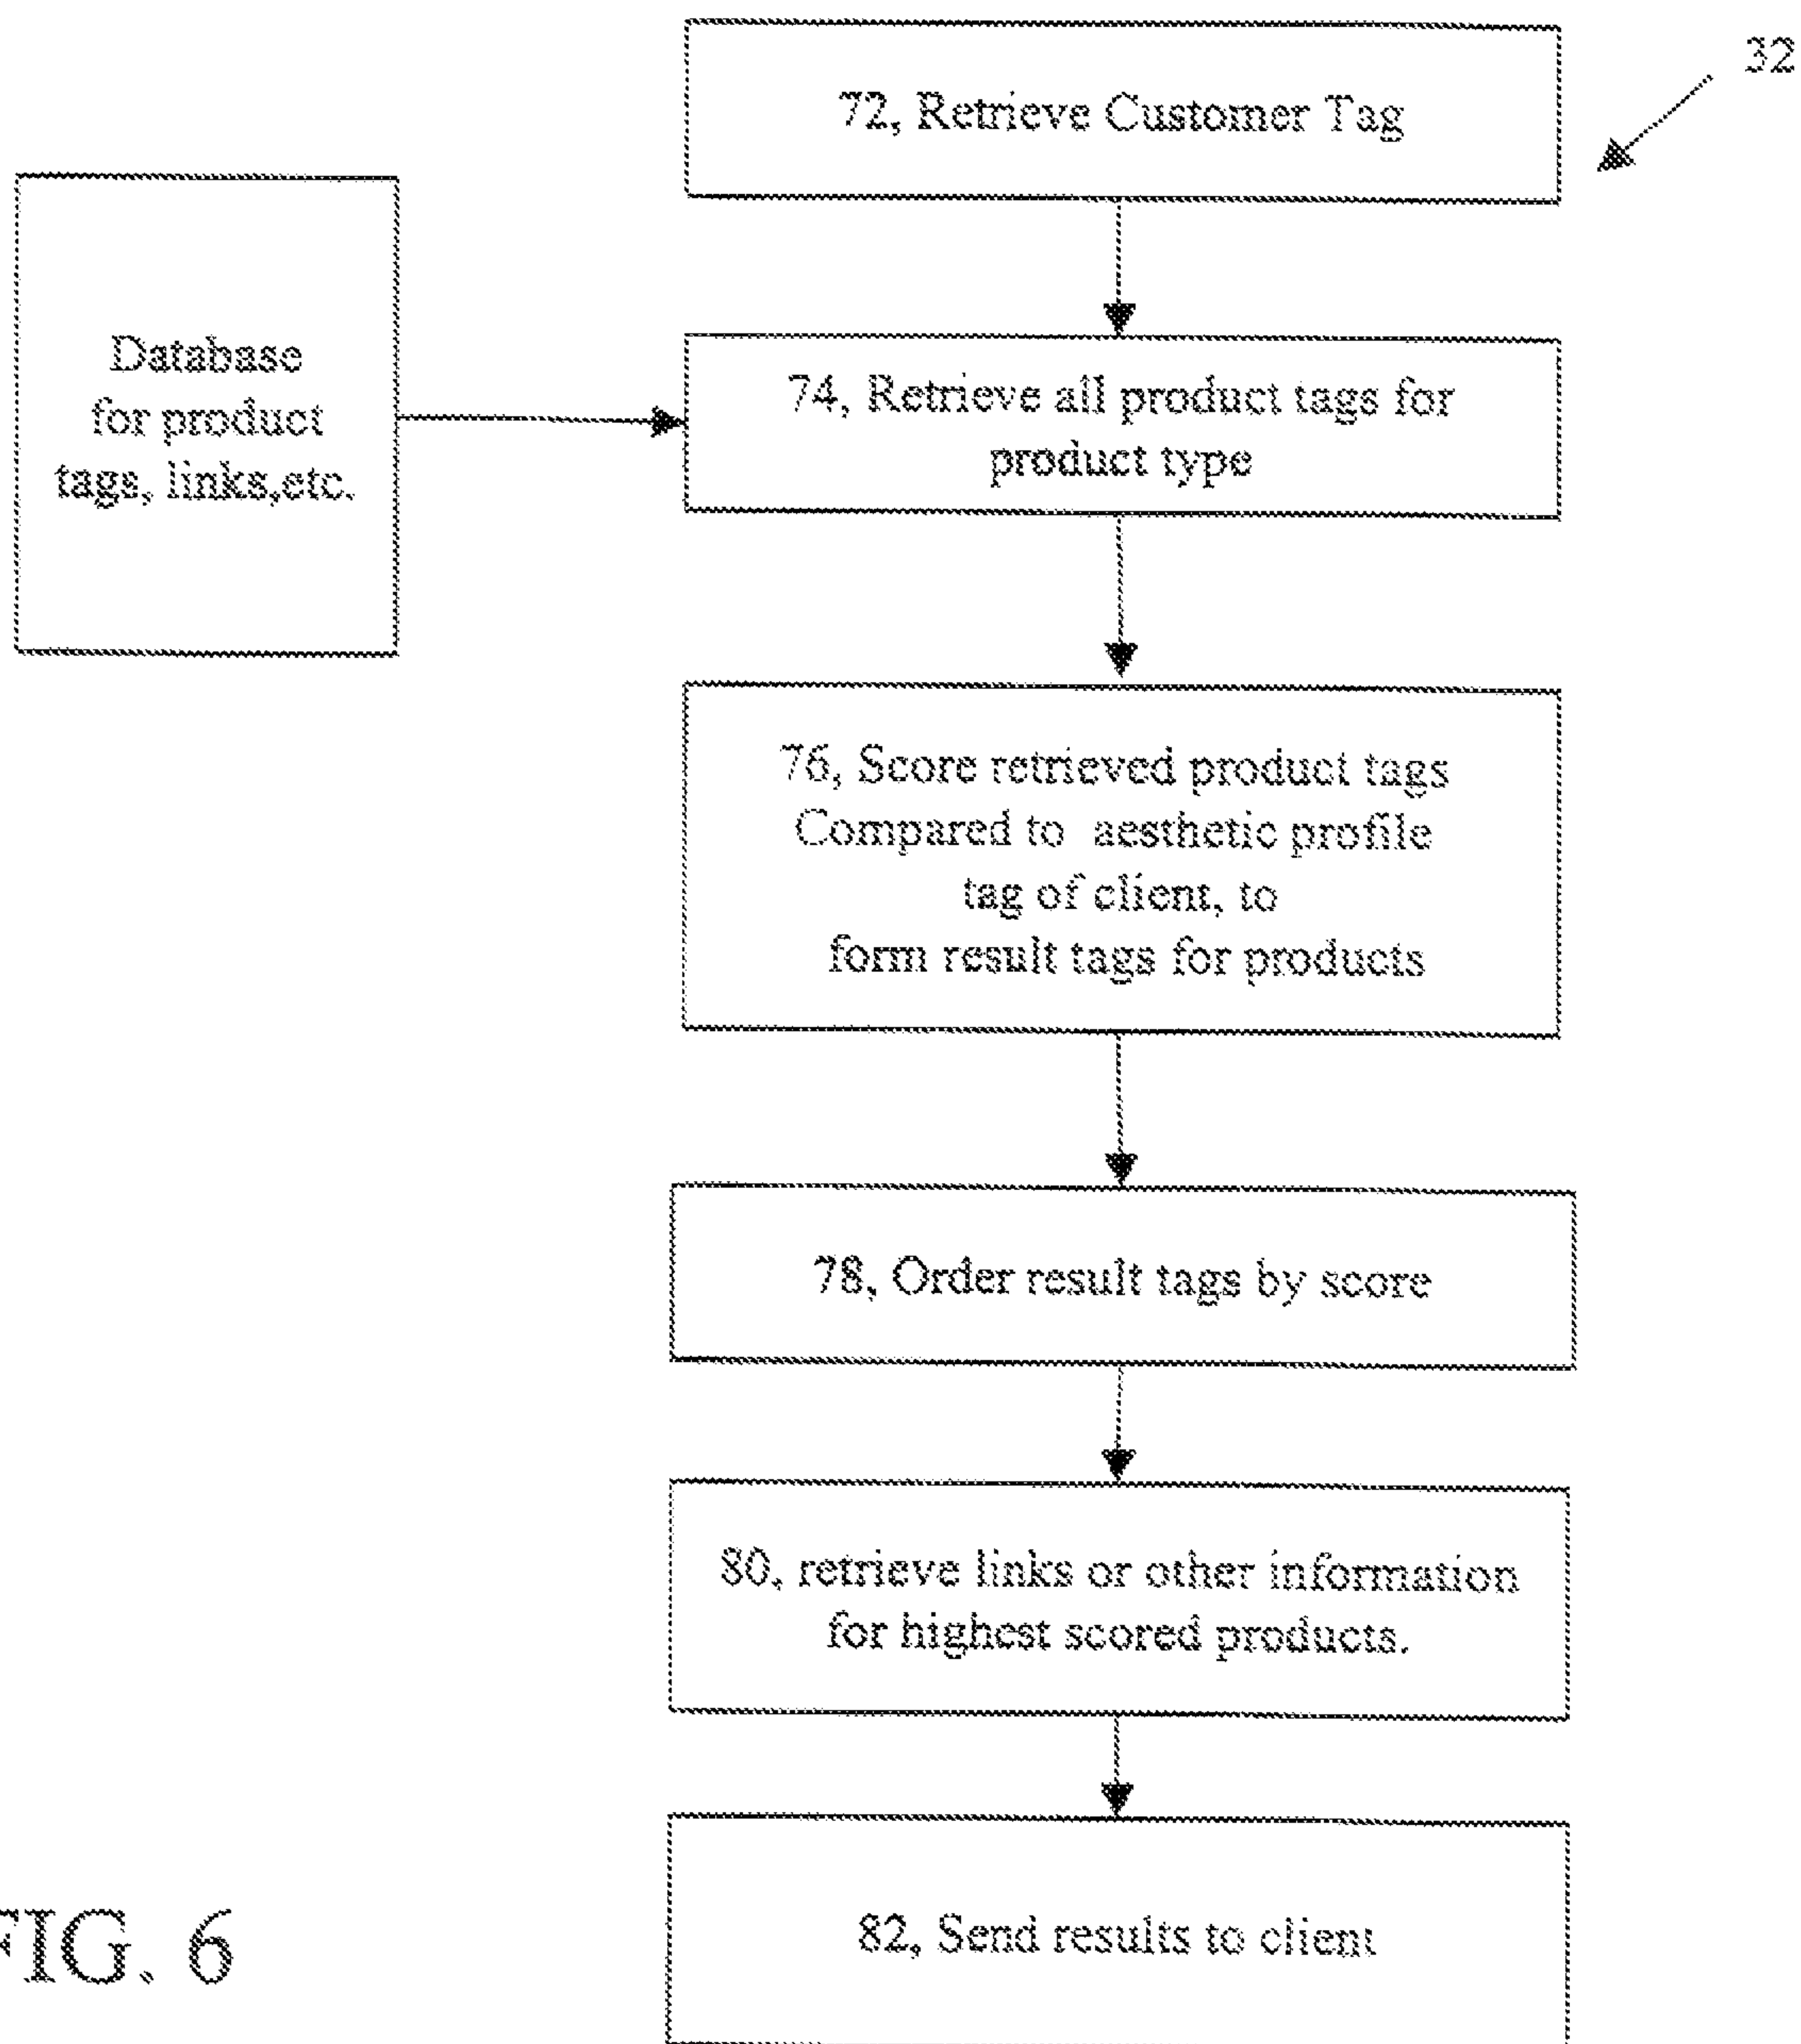 32
72, Retrieve Customer Tag
Database
for product
tags, links,etc.
74, Retrieve all product tags for
product type
76, Score retrieved product tags
Compared to aesthetic profile
tag of client, to
form result tags for products
78, Order result tags by score
80, retrieve links or other information
for highest scored products.
82, Send results to client
FIG. 6